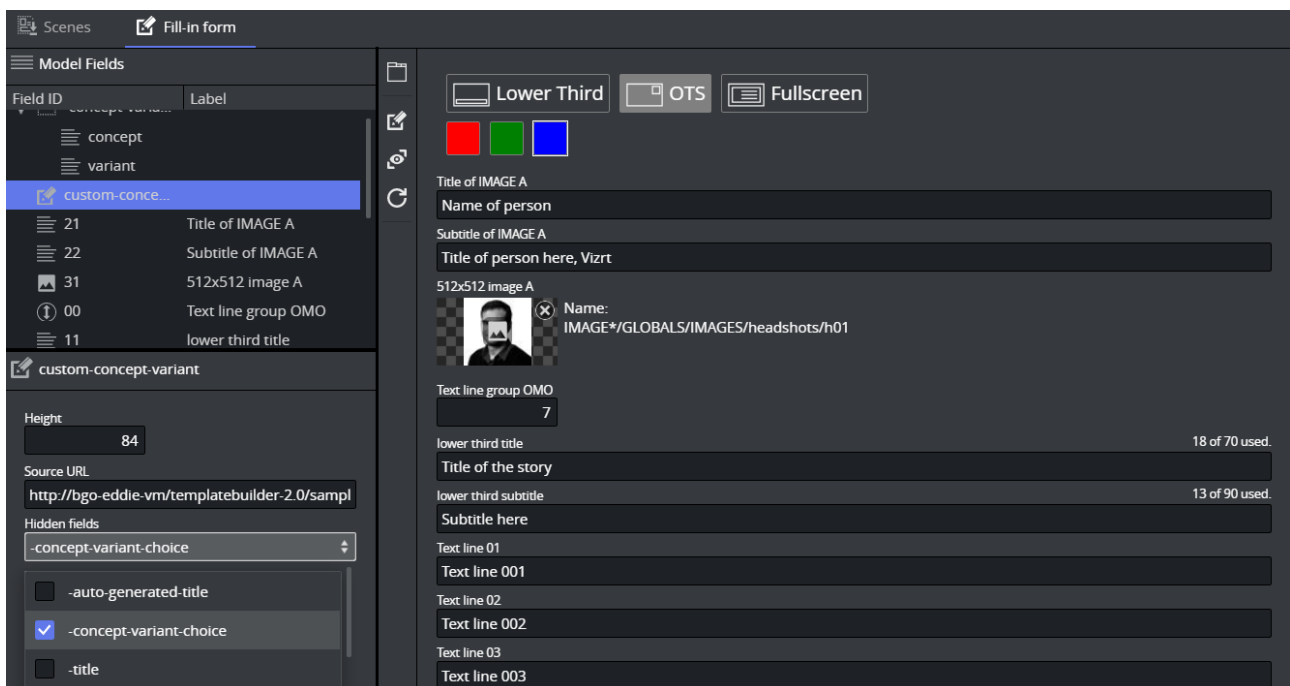 Scenes
Fill-in form
Model Fields
Field ID Label
concept
variant
custom-conce...
21 Title of IMAGE A
22 Subtitle of IMAGE A
31 512x512 image A
00 Text line group OMO
11 lower third title
custom-concept-variant
Height
84
Source URL
http://bgo-eddie-vm/templatebuilder-2.0/sampl
Hidden fields
-concept-variant-choice
-auto-generated-title
-concept-variant-choice
-title
Lower Third
OTS
Fullscreen
Title of IMAGE A
Name of person
Subtitle of IMAGE A
Title of person here, Vizrt
512x512 image A
Name:
IMAGE*/GLOBALS/IMAGES/headshots/h01
Text line group OMO
7
lower third title 18 of 70 used.
Title of the story
lower third subtitle 13 of 90 used.
Subtitle here
Text line 01
Text line 001
Text line 02
Text line 002
Text line 03
Text line 003